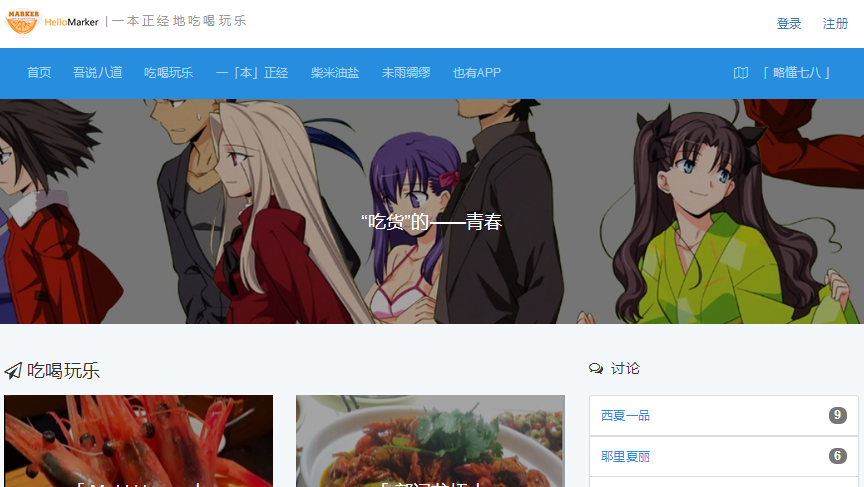 MARKER
HelloMarker | 一本正经地吃喝玩乐
登录 注册
首页 吾说八道 吃喝玩乐 一「本」正经 柴米油盐 未雨绸缪 也有APP 「 略懂七八 」
“吃货”的——青春
吃喝玩乐
讨论
西夏一品 9
耶里夏丽 6